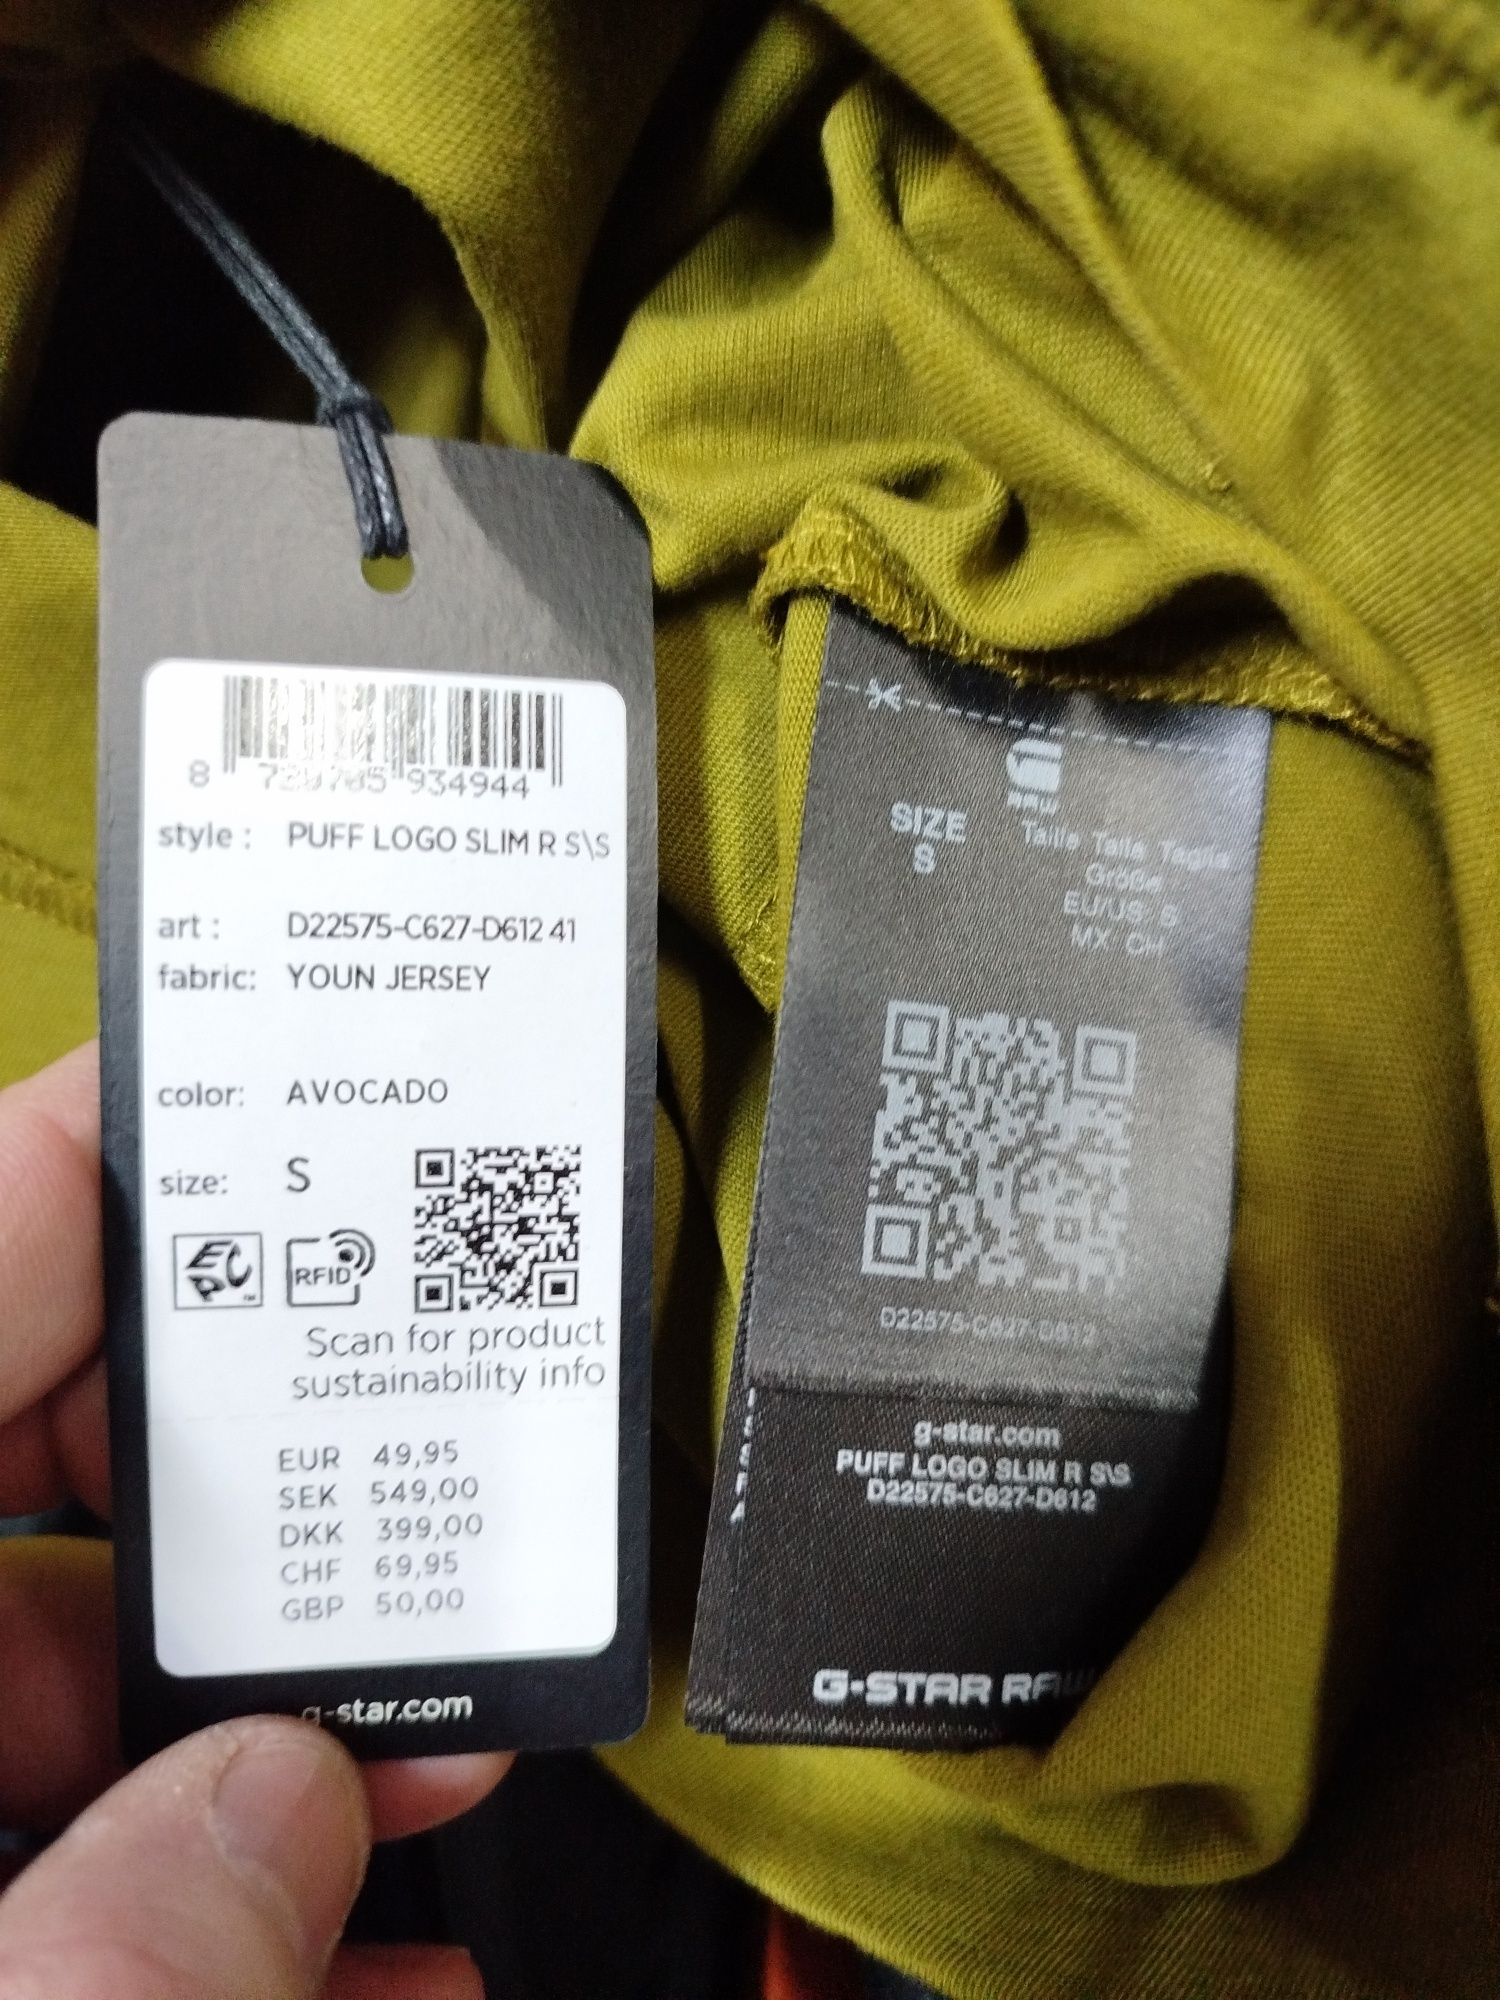 8 720705 934944
style : PUFF LOGO SLIM R S\S
art : D22575-C627-D612 41
fabric: YOUN JERSEY
color: AVOCADO
size: S
EPC
RFID
Scan for product
sustainability info
EUR 49,95
SEK 549,00
DKK 399,00
CHF 69,95
GBP 50,00
g-star.com
SIZE
S
Taille Talla Taglia
Größe
EU/US: S
MX: CH
D22575-C627-D612
g-star.com
PUFF LOGO SLIM R S\S
D22575-C627-D612
G-STAR RAW